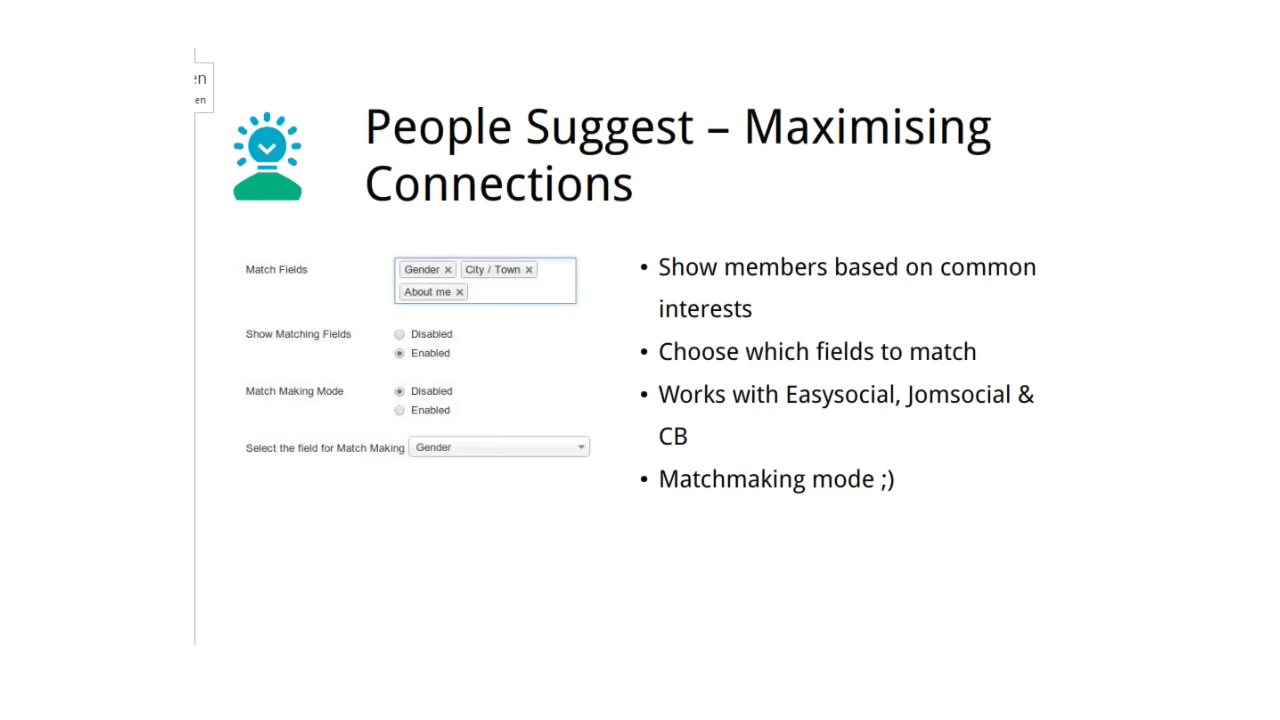 en
en
People Suggest – Maximising
Connections
Match Fields
Gender × City / Town ×
About me ×
Show Matching Fields
Disabled
Enabled
Match Making Mode
Disabled
Enabled
Select the field for Match Making Gender
• Show members based on common
interests
• Choose which fields to match
• Works with Easysocial, Jomsocial &
CB
• Matchmaking mode ;)